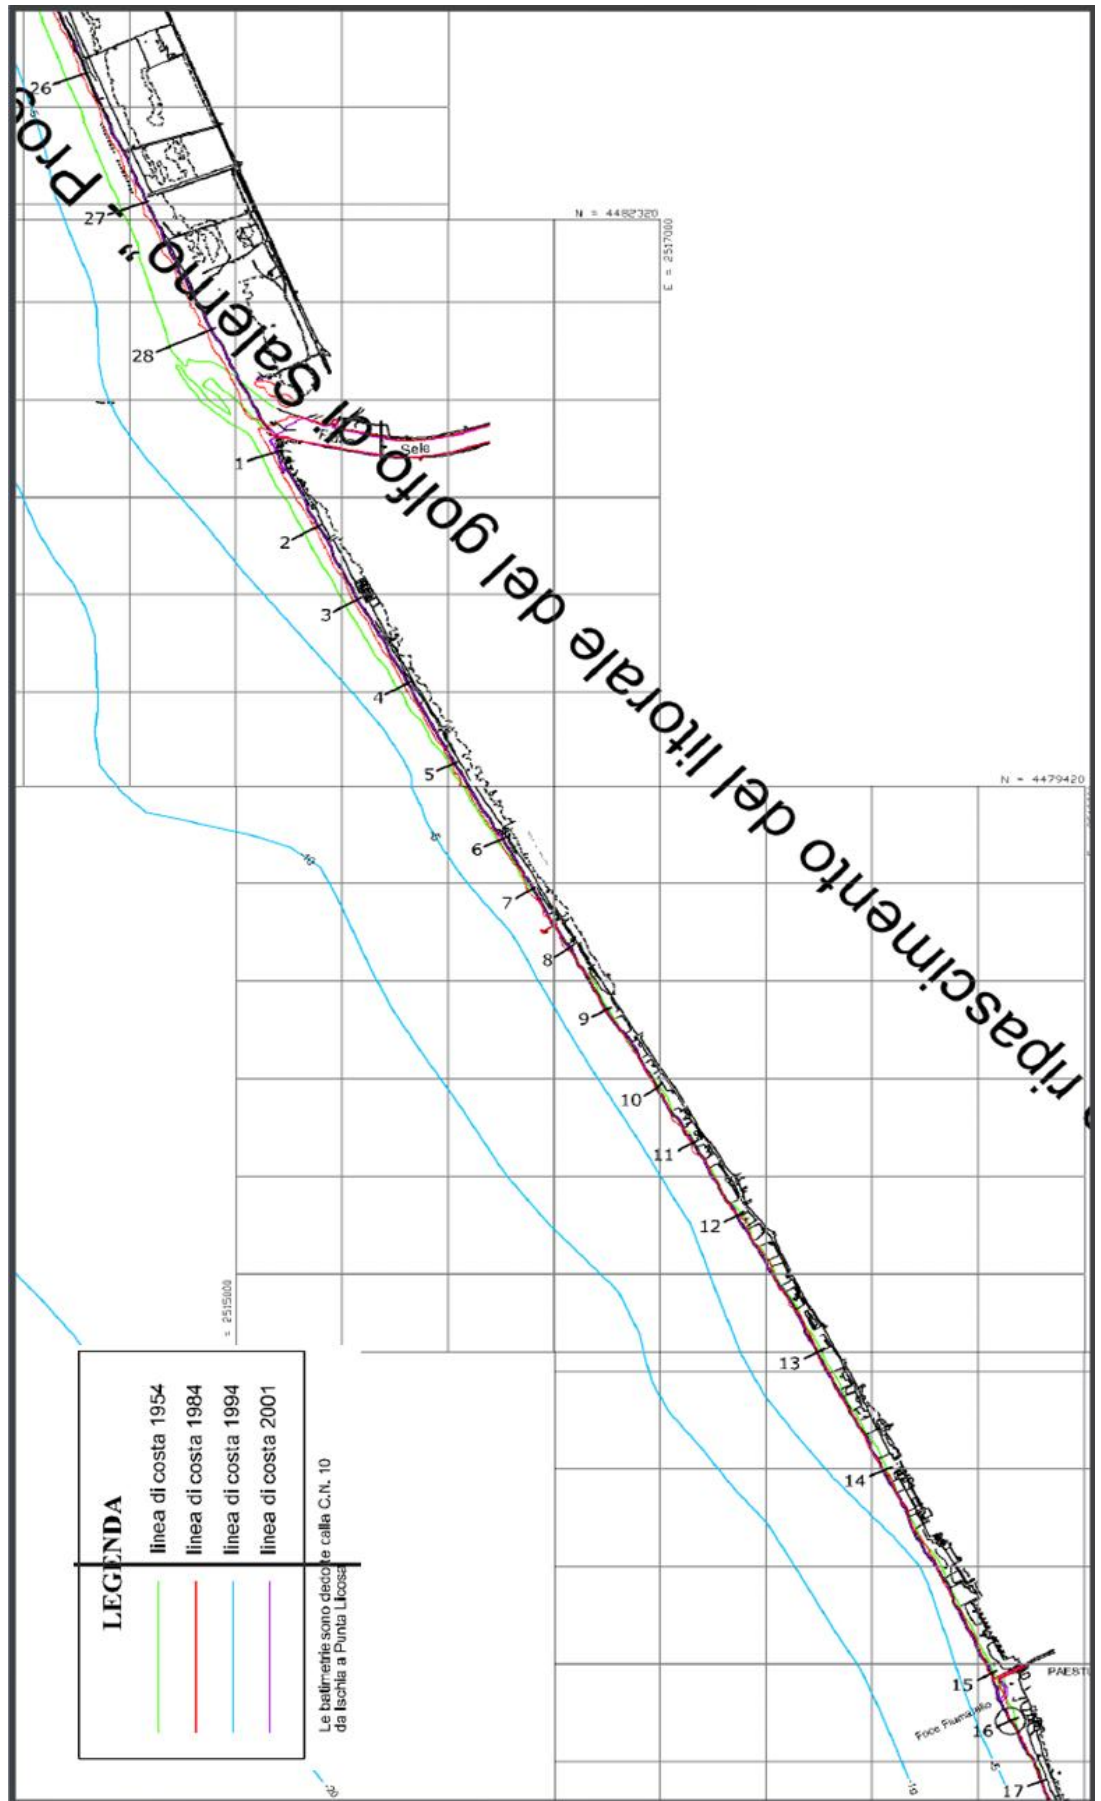 26
27
28
1
2
3
4
5
6
7
8
9
10
11
12
13
14
15
16
17
N = 4482320
E = 2517000
Sele
ripascimento del litorale del golfo di Salerno" - Prog
N = 4479420
-10
= 2515800
LEGENDA
linea di costa 1954
linea di costa 1984
linea di costa 1994
linea di costa 2001
Le batimetrie sono dedotte calla C.N. 10
da Ischia a Punta Licosa
-20
PAESTU
Foce Fiumarello
-10
-5